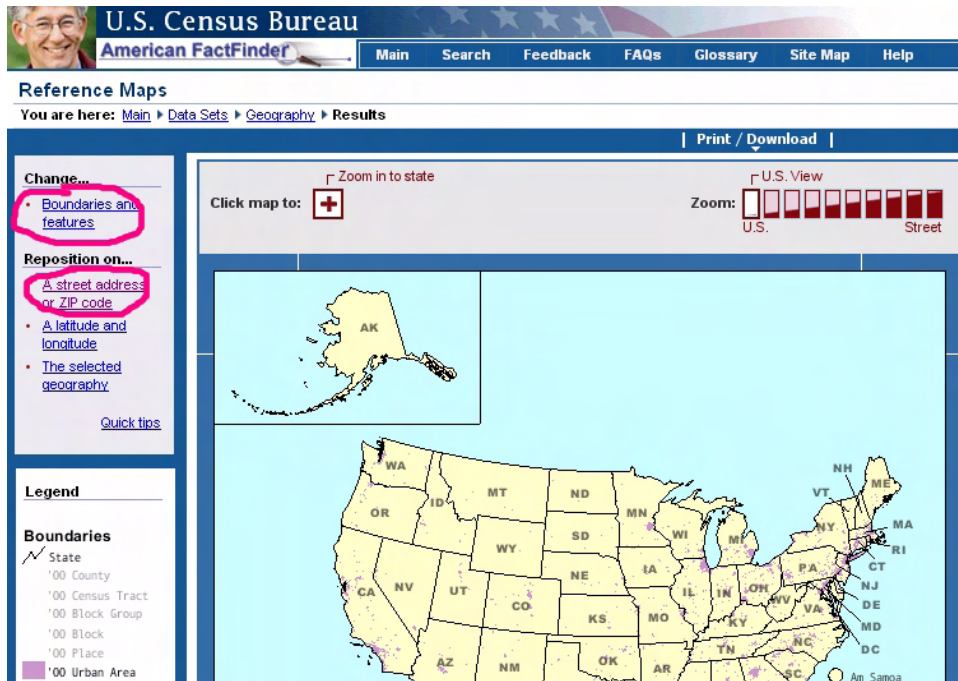 U.S. Census Bureau
American FactFinder
Main Search Feedback FAQs Glossary Site Map Help
Reference Maps
You are here: Main Data Sets Geography Results
| Print / Download |
Change...
• Boundaries and
features
Reposition on...
A street address
or ZIP code
• A latitude and
longitude
• The selected
geography
Quick tips
Legend
Boundaries
State
'00 County
'00 Census Tract
'00 Block Group
'00 Block
'00 Place
'00 Urban Area
Zoom in to state
Click map to:
U.S. View
Zoom:
U.S. Street
AK
WA
MT
ND
MN
ID
OR
SD
WI
MI
NH
VT
ME
NY
MA
RI
WY
IA
PA
CT
NE
NJ
NV
UT
IL
IN
OH
CA
CO
WV
VA
DE
KS
MO
KY
MD
NC
DC
TN
AZ
NM
OK
AR
SC
Am Samoa